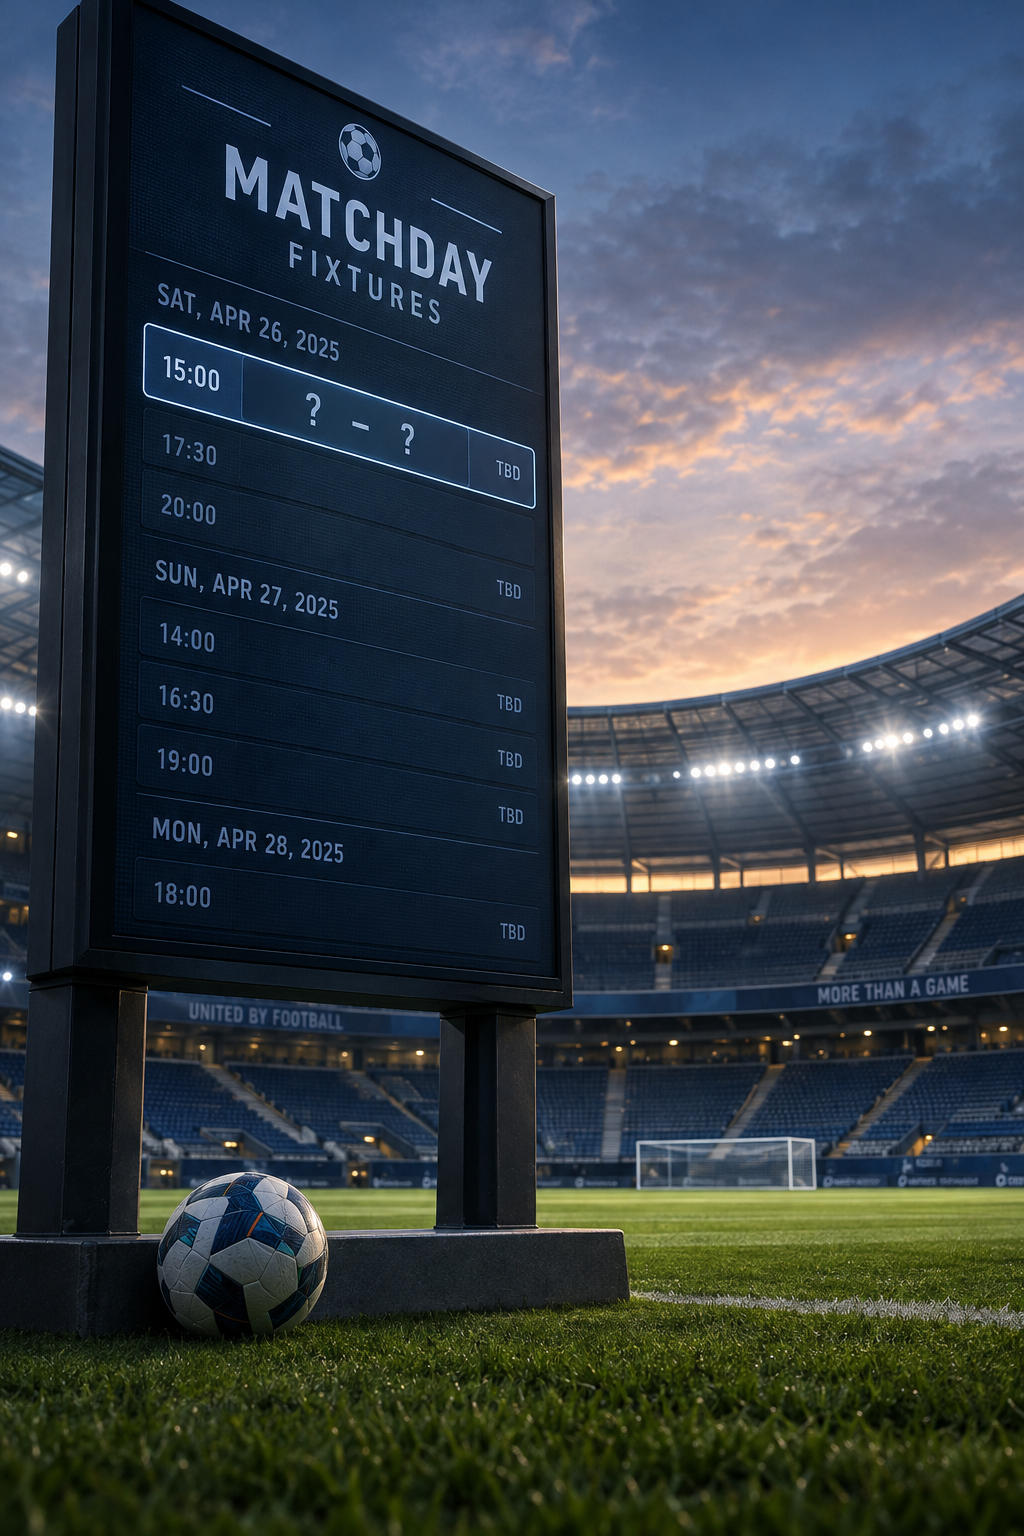 MATCHDAY
FIXTURES
SAT, APR 26, 2025
15:00 ? – ? TBD
17:30
20:00 TBD
SUN, APR 27, 2025
14:00 TBD
16:30 TBD
19:00 TBD
MON, APR 28, 2025
18:00 TBD
UNITED BY FOOTBALL
MORE THAN A GAME